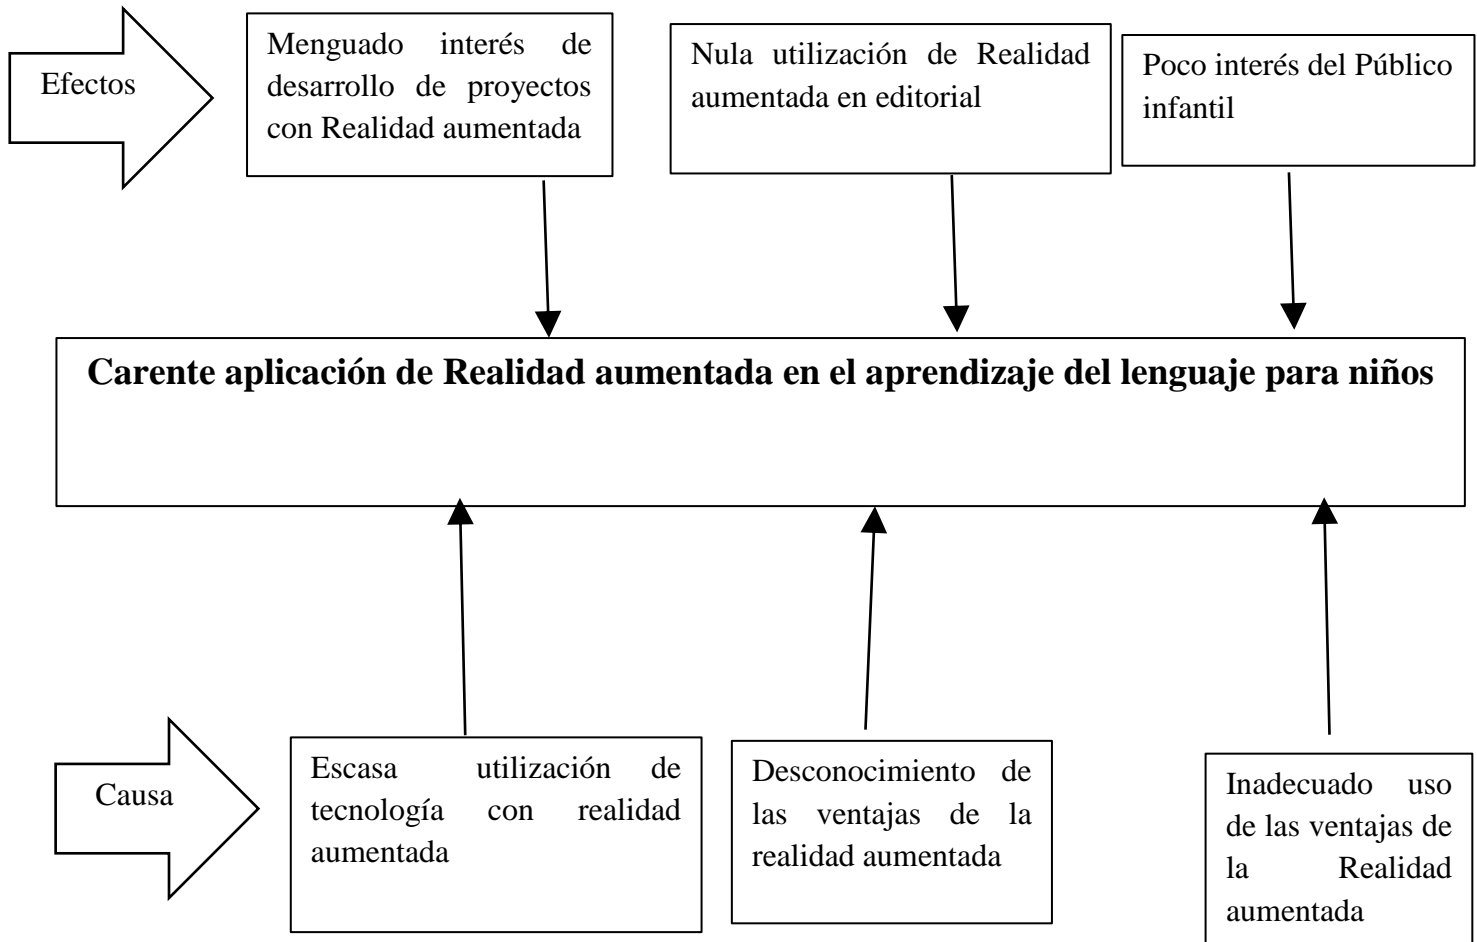 Efectos
Menguado interés de
desarrollo de proyectos
con Realidad aumentada
Nula utilización de Realidad
aumentada en editorial
Poco interés del Público
infantil
Carente aplicación de Realidad aumentada en el aprendizaje del lenguaje para niños
Causa
Escasa utilización de
tecnología con realidad
aumentada
Desconocimiento de
las ventajas de la
realidad aumentada
Inadecuado uso
de las ventajas de
la Realidad
aumentada